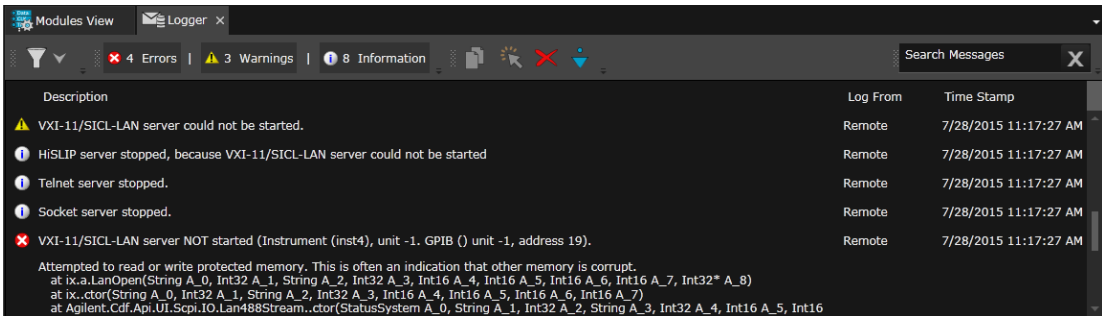 Modules View
Logger
4 Errors | 3 Warnings | 8 Information
Search Messages
Description Log From Time Stamp
VXI-11/SICL-LAN server could not be started. Remote 7/28/2015 11:17:27 AM
HiSLIP server stopped, because VXI-11/SICL-LAN server could not be started Remote 7/28/2015 11:17:27 AM
Telnet server stopped. Remote 7/28/2015 11:17:27 AM
Socket server stopped. Remote 7/28/2015 11:17:27 AM
VXI-11/SICL-LAN server NOT started (Instrument (inst4), unit -1. GPIB () unit -1, address 19). Remote 7/28/2015 11:17:27 AM
Attempted to read or write protected memory. This is often an indication that other memory is corrupt.
at ix.a.LanOpen(String A_0, Int32 A_1, String A_2, Int32 A_3, Int16 A_4, Int16 A_5, Int16 A_6, Int16 A_7, Int32* A_8)
at ix..ctor(String A_0, Int32 A_1, String A_2, Int32 A_3, Int16 A_4, Int16 A_5, Int16 A_6, Int16 A_7)
at Agilent.Cdf.Api.UI.Scpi.IO.Lan488Stream..ctor(StatusSystem A_0, String A_1, Int32 A_2, String A_3, Int32 A_4, Int16 A_5, Int16